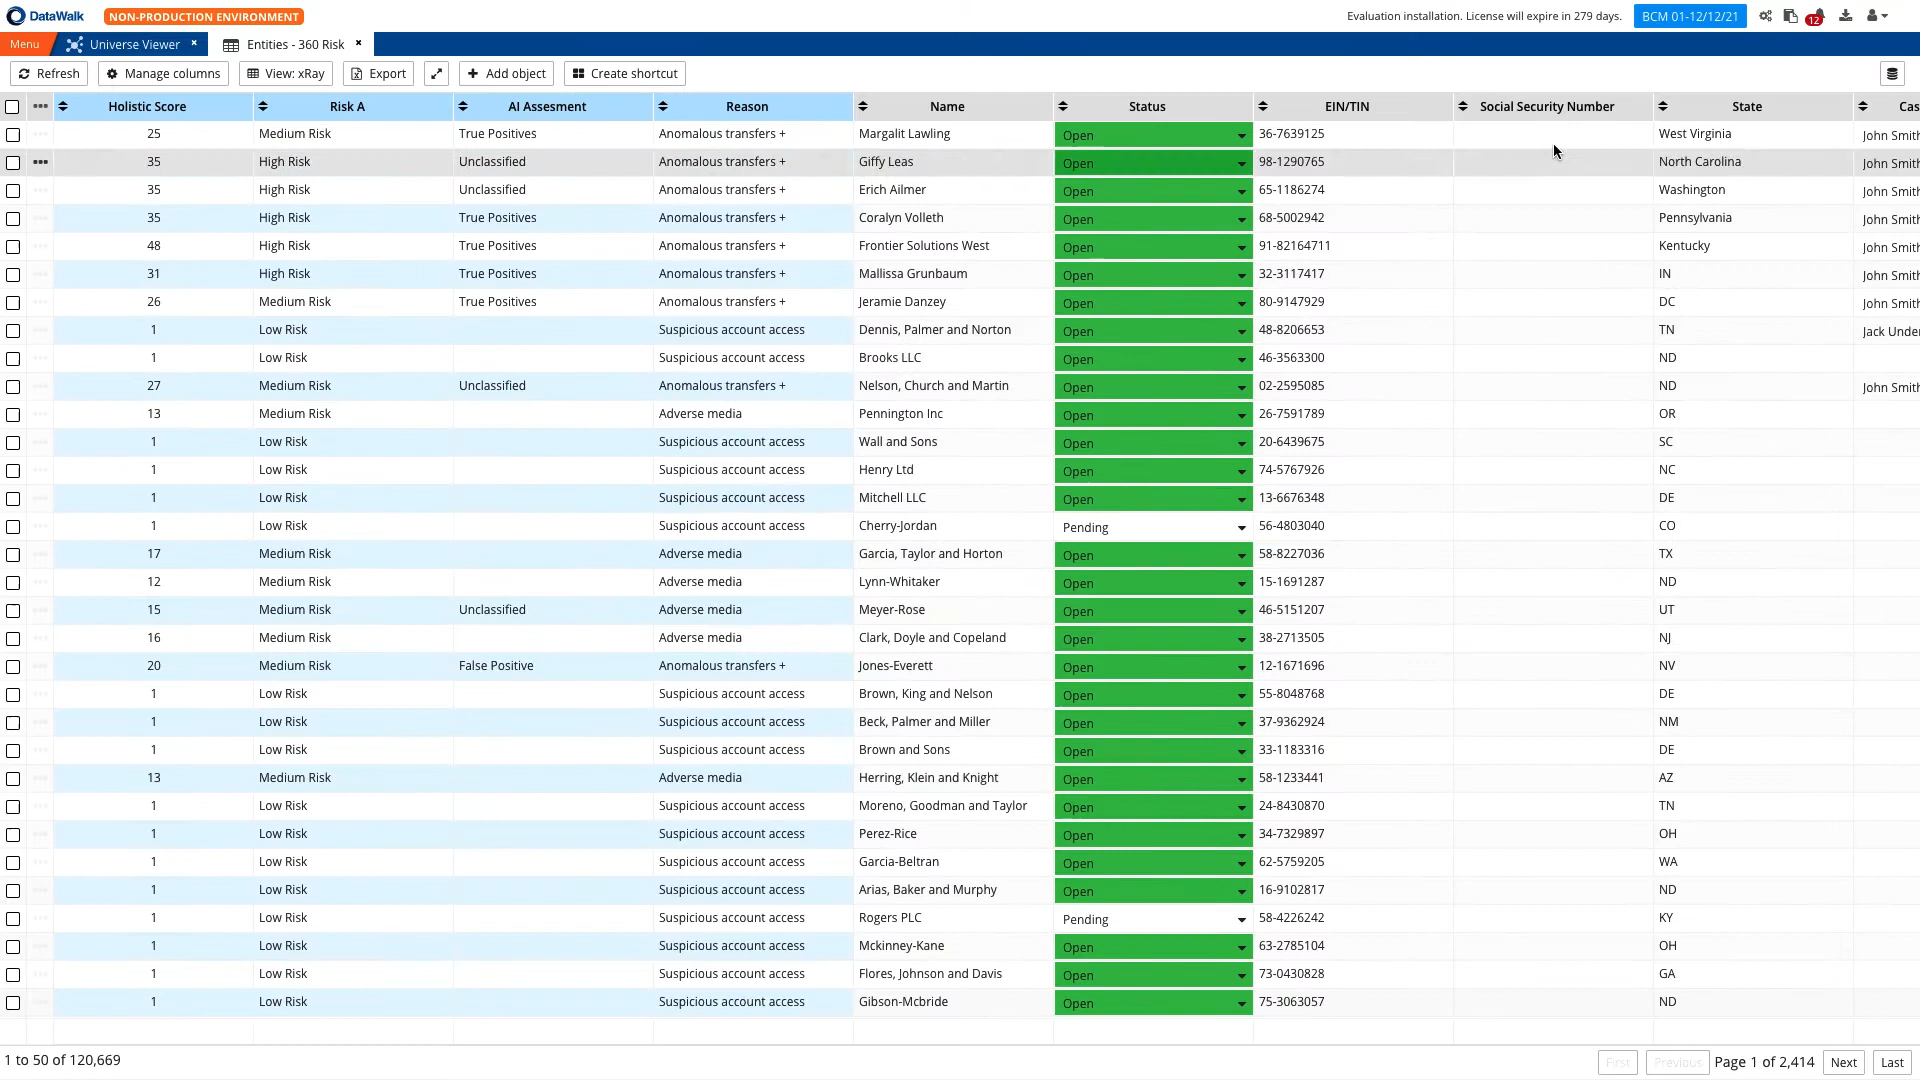 DataWalk NON-PRODUCTION ENVIRONMENT Evaluation installation. License will expire in 279 days. BCM 01-12/12/21 12
Menu Universe Viewer × Entities - 360 Risk ×
Refresh Manage columns View: xRay Export Add object Create shortcut
Holistic Score Risk A AI Assesment Reason Name Status EIN/TIN Social Security Number State Cas
25 Medium Risk True Positives Anomalous transfers + Margalit Lawling Open 36-7639125 West Virginia John Smith
35 High Risk Unclassified Anomalous transfers + Giffy Leas Open 98-1290765 North Carolina John Smith
35 High Risk Unclassified Anomalous transfers + Erich Ailmer Open 65-1186274 Washington John Smith
35 High Risk True Positives Anomalous transfers + Coralyn Volleth Open 68-5002942 Pennsylvania John Smith
48 High Risk True Positives Anomalous transfers + Frontier Solutions West Open 91-82164711 Kentucky John Smith
31 High Risk True Positives Anomalous transfers + Mallissa Grunbaum Open 32-3117417 IN John Smith
26 Medium Risk True Positives Anomalous transfers + Jeramie Danzey Open 80-9147929 DC John Smith
1 Low Risk Suspicious account access Dennis, Palmer and Norton Open 48-8206653 TN Jack Unde
1 Low Risk Suspicious account access Brooks LLC Open 46-3563300 ND
27 Medium Risk Unclassified Anomalous transfers + Nelson, Church and Martin Open 02-2595085 ND John Smith
13 Medium Risk Adverse media Pennington Inc Open 26-7591789 OR
1 Low Risk Suspicious account access Wall and Sons Open 20-6439675 SC
1 Low Risk Suspicious account access Henry Ltd Open 74-5767926 NC
1 Low Risk Suspicious account access Mitchell LLC Open 13-6676348 DE
1 Low Risk Suspicious account access Cherry-Jordan Pending 56-4803040 CO
17 Medium Risk Adverse media Garcia, Taylor and Horton Open 58-8227036 TX
12 Medium Risk Adverse media Lynn-Whitaker Open 15-1691287 ND
15 Medium Risk Unclassified Adverse media Meyer-Rose Open 46-5151207 UT
16 Medium Risk Adverse media Clark, Doyle and Copeland Open 38-2713505 NJ
20 Medium Risk False Positive Anomalous transfers + Jones-Everett Open 12-1671696 NV
1 Low Risk Suspicious account access Brown, King and Nelson Open 55-8048768 DE
1 Low Risk Suspicious account access Beck, Palmer and Miller Open 37-9362924 NM
1 Low Risk Suspicious account access Brown and Sons Open 33-1183316 DE
13 Medium Risk Adverse media Herring, Klein and Knight Open 58-1233441 AZ
1 Low Risk Suspicious account access Moreno, Goodman and Taylor Open 24-8430870 TN
1 Low Risk Suspicious account access Perez-Rice Open 34-7329897 OH
1 Low Risk Suspicious account access Garcia-Beltran Open 62-5759205 WA
1 Low Risk Suspicious account access Arias, Baker and Murphy Open 16-9102817 ND
1 Low Risk Suspicious account access Rogers PLC Pending 58-4226242 KY
1 Low Risk Suspicious account access Mckinney-Kane Open 63-2785104 OH
1 Low Risk Suspicious account access Flores, Johnson and Davis Open 73-0430828 GA
1 Low Risk Suspicious account access Gibson-Mcbride Open 75-3063057 ND
1 to 50 of 120,669 First Previous Page 1 of 2,414 Next Last